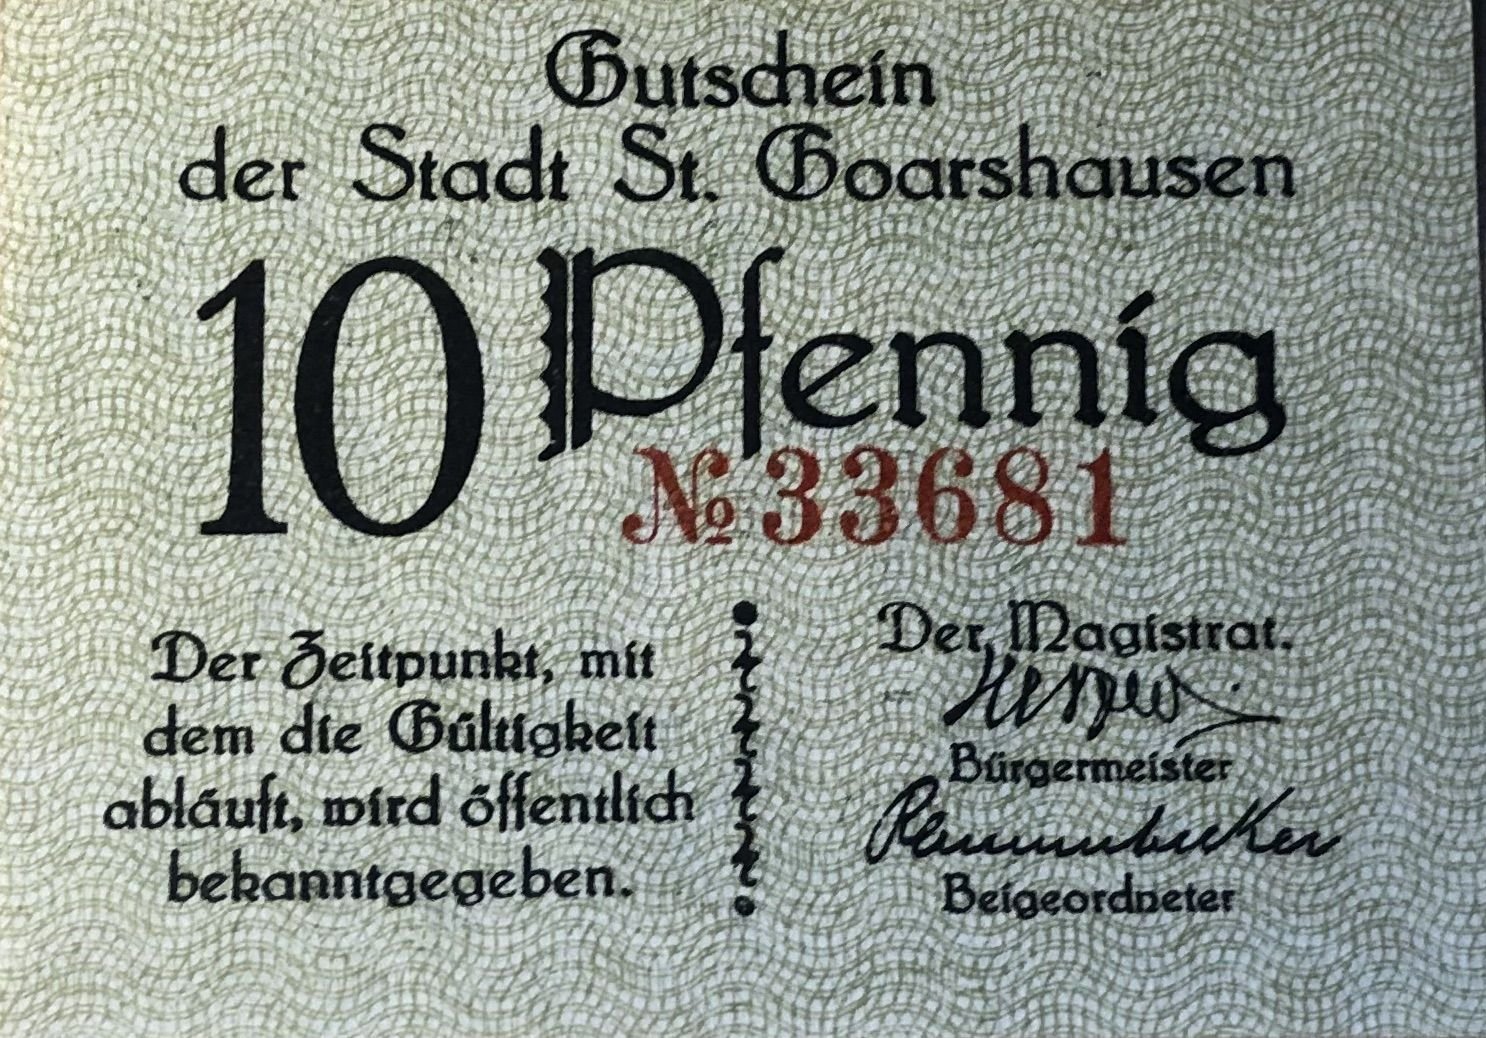 Gutschein
der Stadt St. Goarshausen
10 Pfennig
№ 33681
Der Zeitpunkt, mit
dem die Gültigkeit
abläuft, wird öffentlich
bekanntgegeben.
Der Magistrat.
Bürgermeister
Beigeordneter